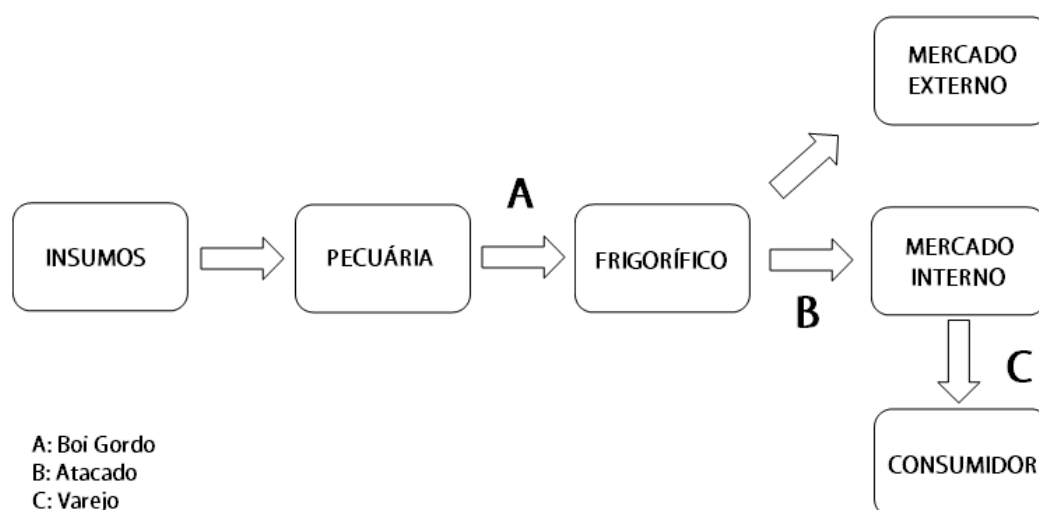 MERCADO
EXTERNO
A
INSUMOS
PECUÁRIA
FRIGORÍFICO
MERCADO
INTERNO
B
C
CONSUMIDOR
A: Boi Gordo
B: Atacado
C: Varejo